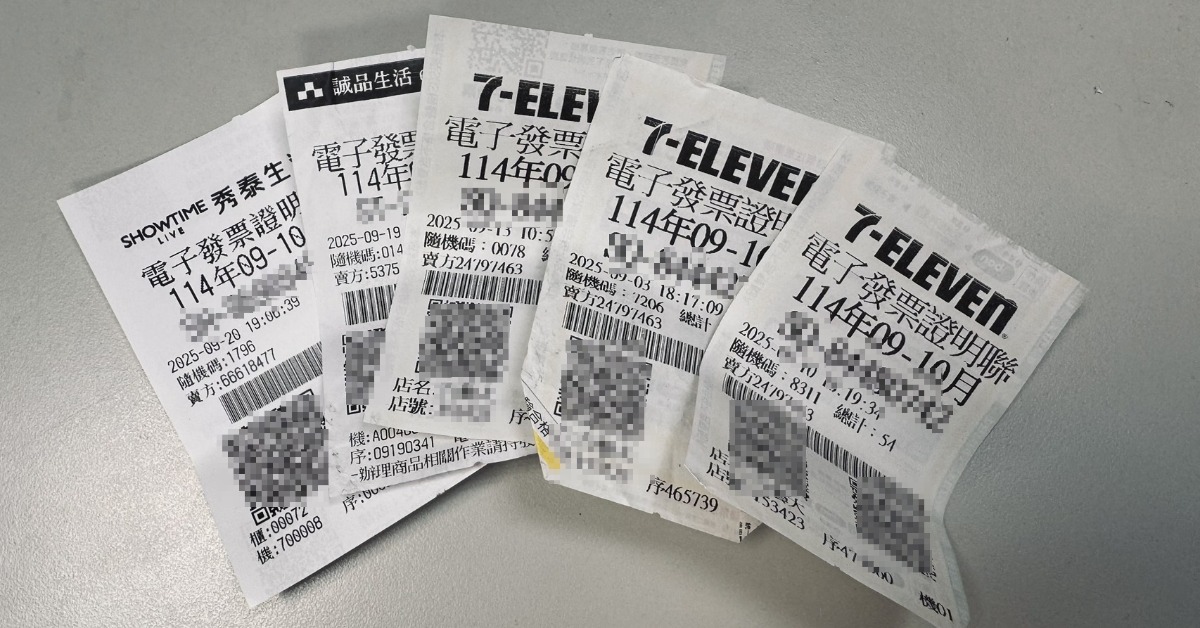 SHOWTIME 秀泰生
LIVE
電子發票證明
114年09-10
2025-09-20 19:06:39
隨機碼:1796
賣方:66618477
櫃:00072
機:700008
誠品生活
電子發票
114年
2025-09-19
隨機碼:014
賣方:5375
機:A00400
序:09190341
辦理商品相關作業請持
7-ELEVEN
電子發票
114年09
2025-09-13 10:5
隨機碼:0078
賣方24797463
店名
店號:
7-ELEVEN
電子發票證明
114年09-10
2025-09-03 18:17:09
隨機碼:7206 總計
賣方24797463
序465739
7-ELEVEN
電子發票證明聯
114年09-10月
隨機碼:8311 總計:54
153423
機01